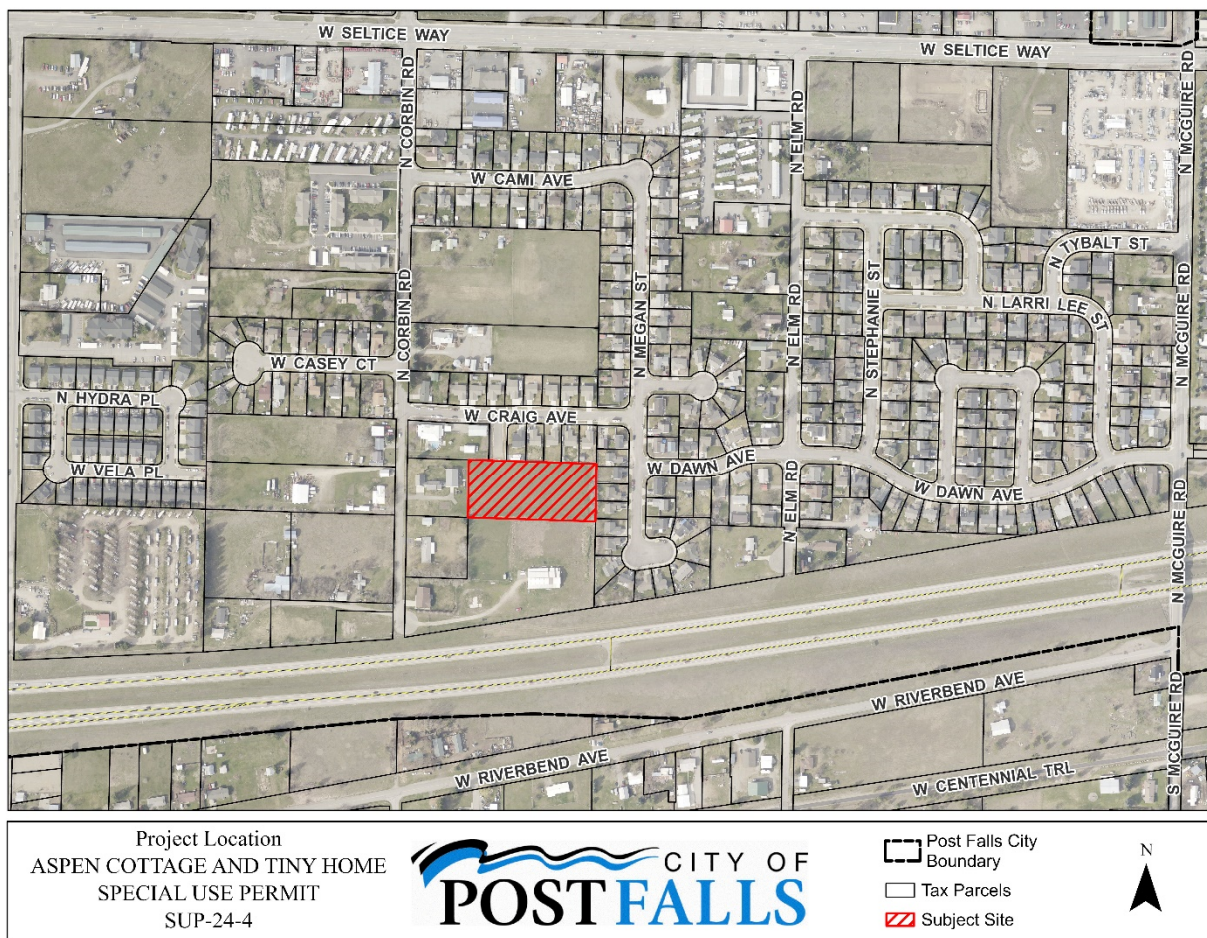 W SELTICE WAY
W SELTICE WAY
N CORBIN RD
N ELM RD
N MCGUIRE RD
W CAMI AVE
N TYBALT ST
N CORBIN RD
N MEGAN ST
N ELM RD
N STEPHANIE ST
N LARRI LEE ST
N MCGUIRE RD
W CASEY CT
N HYDRA PL
W CRAIG AVE
W VELA PL
W DAWN AVE
N ELM RD
W DAWN AVE
N MCGUIRE RD
W RIVERBEND AVE
W RIVERBEND AVE
W CENTENNIAL TRL
S MCGUIRE RD
Project Location
ASPEN COTTAGE AND TINY HOME
SPECIAL USE PERMIT
SUP-24-4
CITY OF
POST FALLS
Post Falls City
Boundary
Tax Parcels
Subject Site
N